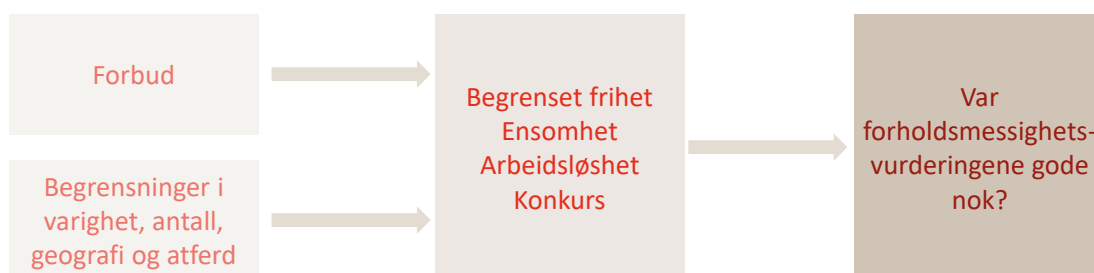 Forbud
Begrensninger i
varighet, antall,
geografi og atferd
Begrenset frihet
Ensomhet
Arbeidsløshet
Konkurs
Var
forholdsmessighets-
vurderingene gode
nok?